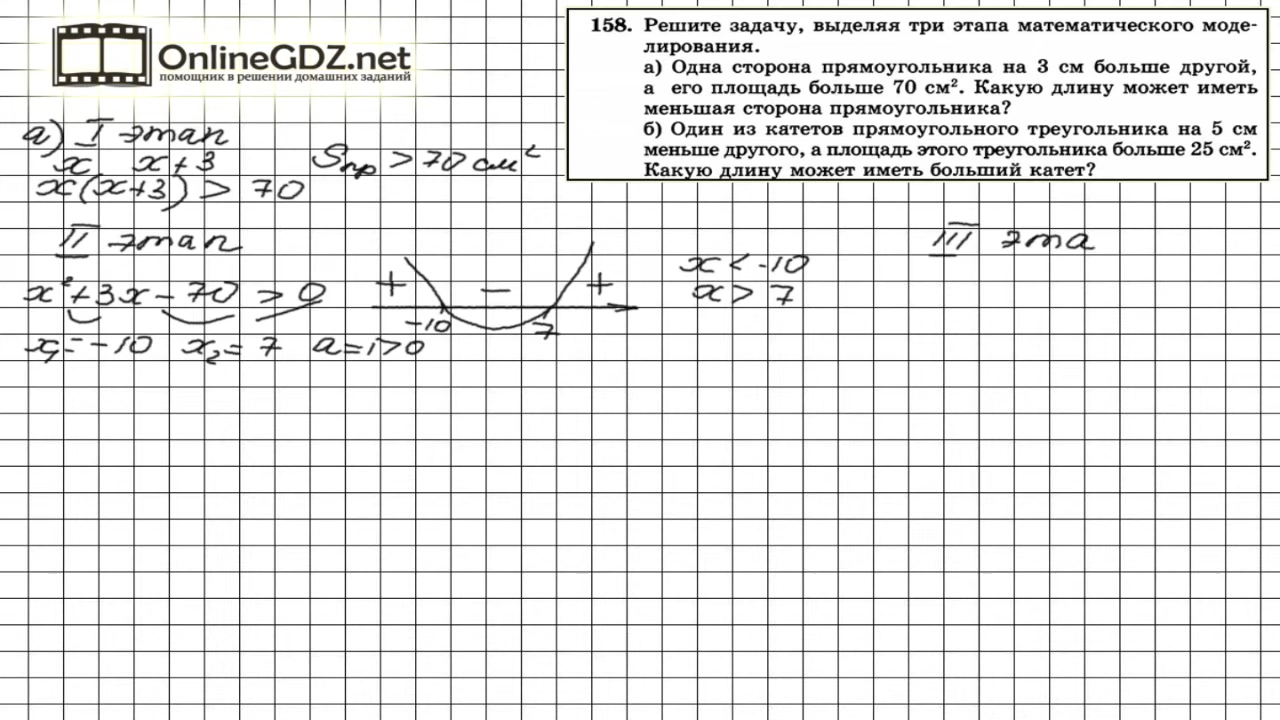 OnlineGDZ.net
помощник в решении домашних заданий
158. Решите задачу, выделяя три этапа математического моде-
лирования.
а) Одна сторона прямоугольника на 3 см больше другой,
а его площадь больше 70 см². Какую длину может иметь
меньшая сторона прямоугольника?
б) Один из катетов прямоугольного треугольника на 5 см
меньше другого, а площадь этого треугольника больше 25 см².
Какую длину может иметь больший катет?
а) I этап
x x+3 Sпр > 70 см²
x(x+3) > 70
II этап
x²+3x-70 > 0
x₁=-10 x₂=7 a=1>0
+ − +
-10 7
x < -10
x > 7
III эта